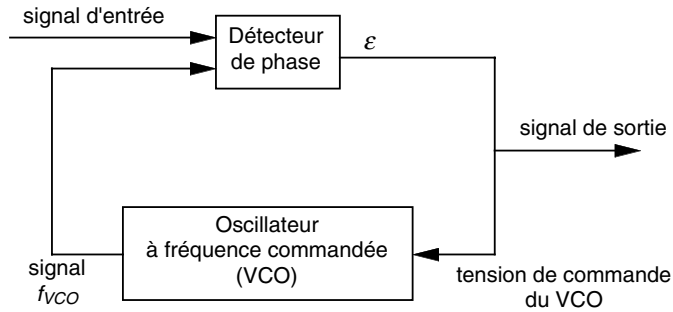 signal d'entrée
Détecteur
de phase
ε
signal de sortie
Oscillateur
à fréquence commandée
(VCO)
signal
fVCO
tension de commande
du VCO